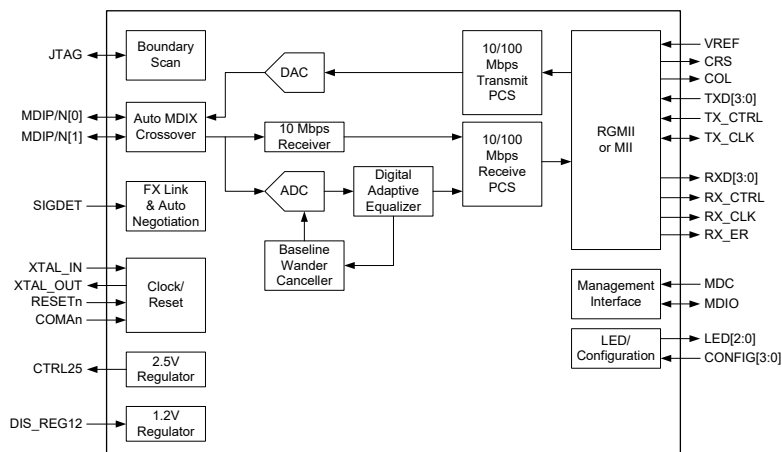 JTAG
Boundary
Scan
DAC
10/100
Mbps
Transmit
PCS
RGMII
or MII
VREF
CRS
COL
TXD[3:0]
TX_CTRL
TX_CLK
MDIP/N[0]
MDIP/N[1]
Auto MDIX
Crossover
10 Mbps
Receiver
10/100
Mbps
Receive
PCS
ADC
Digital
Adaptive
Equalizer
Baseline
Wander
Canceller
RXD[3:0]
RX_CTRL
RX_CLK
RX_ER
SIGDET
FX Link
& Auto
Negotiation
XTAL_IN
XTAL_OUT
RESETn
COMAn
Clock/
Reset
Management
Interface
MDC
MDIO
LED/
Configuration
LED[2:0]
CONFIG[3:0]
CTRL25
2.5V
Regulator
DIS_REG12
1.2V
Regulator